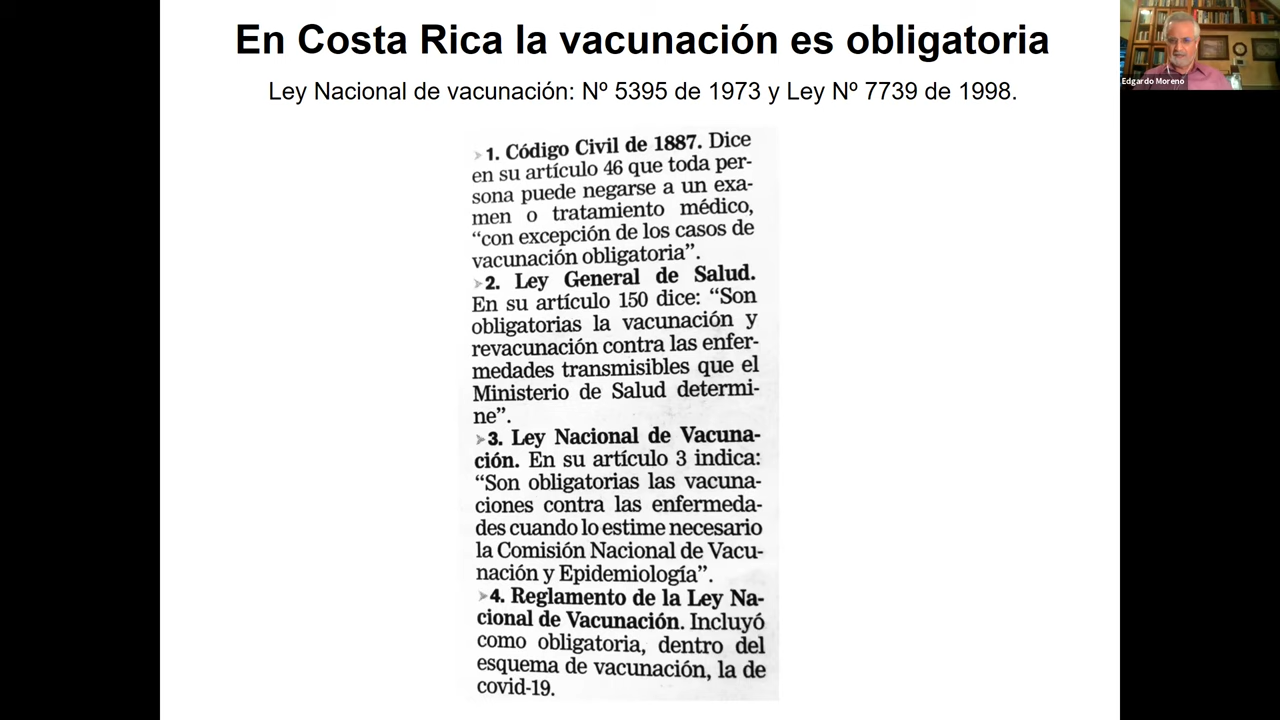 En Costa Rica la vacunación es obligatoria
Ley Nacional de vacunación: Nº 5395 de 1973 y Ley Nº 7739 de 1998.
1. Código Civil de 1887. Dice
en su artículo 46 que toda per-
sona puede negarse a un exa-
men o tratamiento médico,
“con excepción de los casos de
vacunación obligatoria”.
2. Ley General de Salud.
En su artículo 150 dice: “Son
obligatorias la vacunación y
revacunación contra las enfer-
medades transmisibles que el
Ministerio de Salud determi-
ne”.
3. Ley Nacional de Vacuna-
ción. En su artículo 3 indica:
“Son obligatorias las vacuna-
ciones contra las enfermeda-
des cuando lo estime necesario
la Comisión Nacional de Vacu-
nación y Epidemiología”.
4. Reglamento de la Ley Na-
cional de Vacunación. Incluyó
como obligatoria, dentro del
esquema de vacunación, la de
covid-19.
Edgardo Moreno